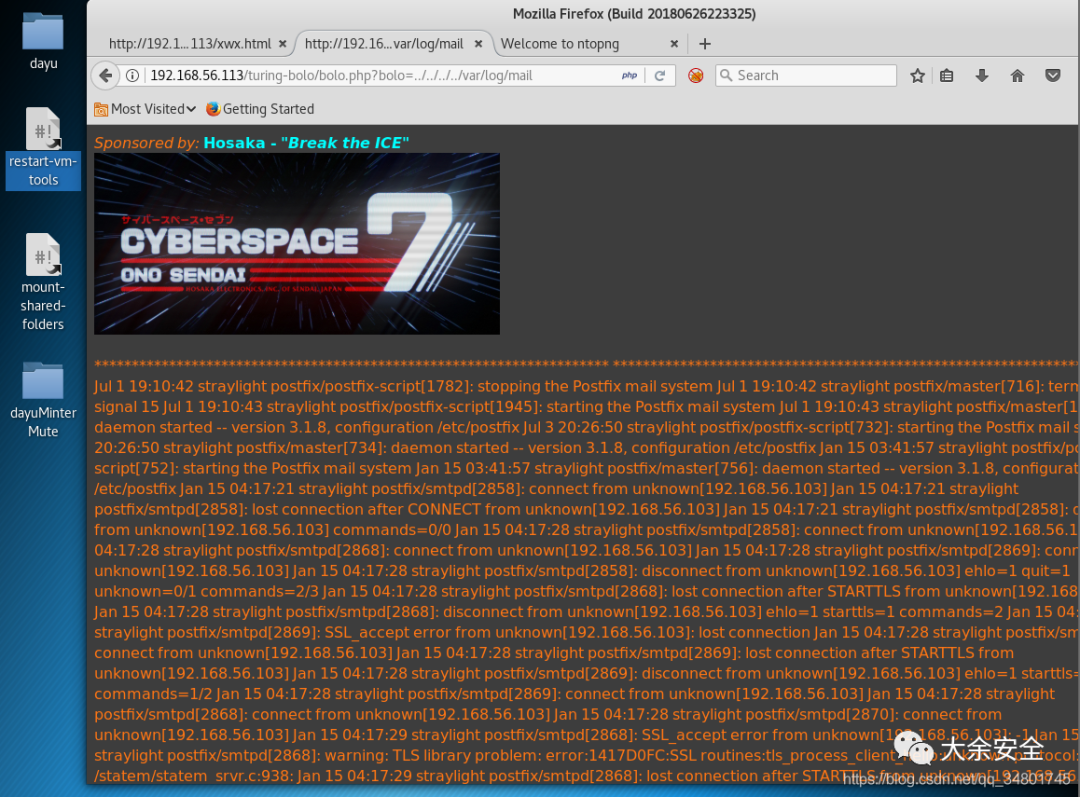 Mozilla Firefox (Build 20180626223325)
dayu
restart-vm-
tools
mount-
shared-
folders
dayuMinter
Mute
http://192.1...113/xwx.html
http://192.16...var/log/mail
Welcome to ntopng
192.168.56.113/turing-bolo/bolo.php?bolo=../../../../var/log/mail
php
Search
Most Visited
Getting Started
Sponsored by: Hosaka - "Break the ICE"
サイバースペース・セブン
CYBERSPACE 7
ONO SENDAI
HOSAKA ELECTRONICS, INC. OF SENDAI, JAPAN
Jul 1 19:10:42 straylight postfix/postfix-script[1782]: stopping the Postfix mail system Jul 1 19:10:42 straylight postfix/master[716]: term
signal 15 Jul 1 19:10:43 straylight postfix/postfix-script[1945]: starting the Postfix mail system Jul 1 19:10:43 straylight postfix/master[1
daemon started -- version 3.1.8, configuration /etc/postfix Jul 3 20:26:50 straylight postfix/postfix-script[732]: starting the Postfix mail s
20:26:50 straylight postfix/master[734]: daemon started -- version 3.1.8, configuration /etc/postfix Jan 15 03:41:57 straylight postfix/po
script[752]: starting the Postfix mail system Jan 15 03:41:57 straylight postfix/master[756]: daemon started -- version 3.1.8, configurat
/etc/postfix Jan 15 04:17:21 straylight postfix/smtpd[2858]: connect from unknown[192.168.56.103] Jan 15 04:17:21 straylight
postfix/smtpd[2858]: lost connection after CONNECT from unknown[192.168.56.103] Jan 15 04:17:21 straylight postfix/smtpd[2858]: d
from unknown[192.168.56.103] commands=0/0 Jan 15 04:17:28 straylight postfix/smtpd[2858]: connect from unknown[192.168.56.1
04:17:28 straylight postfix/smtpd[2868]: connect from unknown[192.168.56.103] Jan 15 04:17:28 straylight postfix/smtpd[2869]: conn
unknown[192.168.56.103] Jan 15 04:17:28 straylight postfix/smtpd[2858]: disconnect from unknown[192.168.56.103] ehlo=1 quit=1
unknown=0/1 commands=2/3 Jan 15 04:17:28 straylight postfix/smtpd[2868]: lost connection after STARTTLS from unknown[192.168
Jan 15 04:17:28 straylight postfix/smtpd[2868]: disconnect from unknown[192.168.56.103] ehlo=1 starttls=1 commands=2 Jan 15 04:
straylight postfix/smtpd[2869]: SSL_accept error from unknown[192.168.56.103]: lost connection Jan 15 04:17:28 straylight postfix/sm
connect from unknown[192.168.56.103] Jan 15 04:17:28 straylight postfix/smtpd[2869]: lost connection after STARTTLS from
unknown[192.168.56.103] Jan 15 04:17:28 straylight postfix/smtpd[2869]: disconnect from unknown[192.168.56.103] ehlo=1 starttls=
commands=1/2 Jan 15 04:17:28 straylight postfix/smtpd[2869]: connect from unknown[192.168.56.103] Jan 15 04:17:28 straylight
postfix/smtpd[2868]: connect from unknown[192.168.56.103] Jan 15 04:17:28 straylight postfix/smtpd[2870]: connect from
unknown[192.168.56.103] Jan 15 04:17:29 straylight postfix/smtpd[2868]: SSL_accept error from unknown[192.168.56.103]: -1 Jan 15
straylight postfix/smtpd[2868]: warning: TLS library problem: error:1417D0FC:SSL routines:tls_process_client
/statem/statem_srvr.c:938: Jan 15 04:17:29 straylight postfix/smtpd[2868]: lost connection after STARTTLS from unknown[192.168.56
大余安全
https://blog.csdn.net/qq_34801745